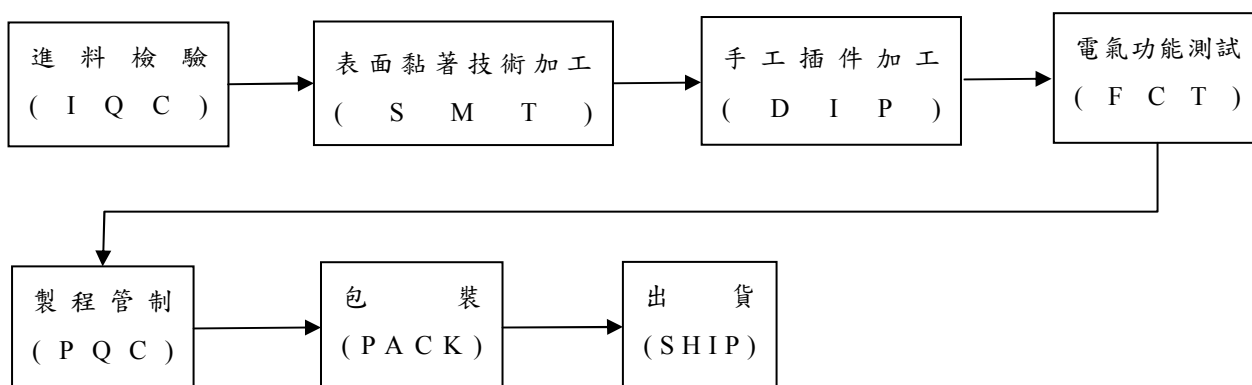 進料檢驗
(IQC)
表面黏著技術加工
(SMT)
手工插件加工
(DIP)
電氣功能測試
(FCT)
製程管制
(PQC)
包裝
(PACK)
出貨
(SHIP)